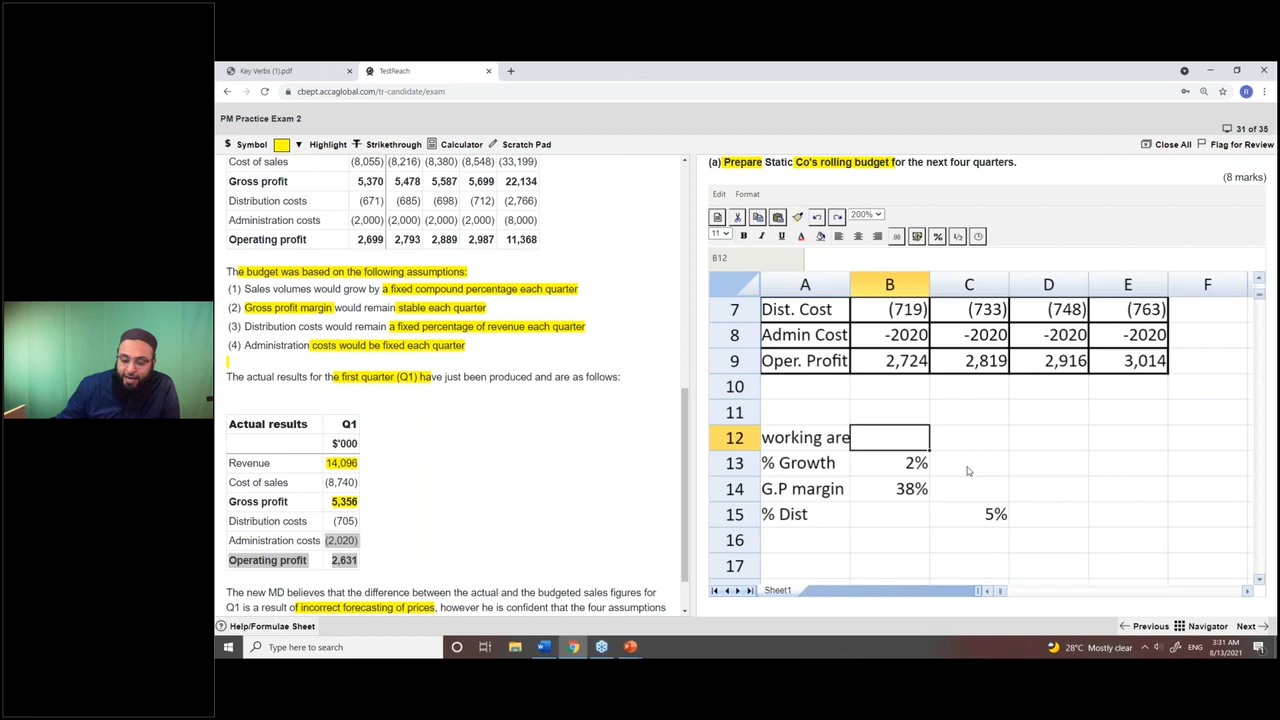 Key Verbs (1).pdf
TestReach
cbept.accaglobal.com/tr-candidate/exam
PM Practice Exam 2
31 of 35
$ Symbol Highlight Strikethrough Calculator Scratch Pad
Close All Flag for Review
Cost of sales (8,055) (8,216) (8,380) (8,548) (33,199)
Gross profit 5,370 5,478 5,587 5,699 22,134
Distribution costs (671) (685) (698) (712) (2,766)
Administration costs (2,000) (2,000) (2,000) (2,000) (8,000)
Operating profit 2,699 2,793 2,889 2,987 11,368
The budget was based on the following assumptions:
(1) Sales volumes would grow by a fixed compound percentage each quarter
(2) Gross profit margin would remain stable each quarter
(3) Distribution costs would remain a fixed percentage of revenue each quarter
(4) Administration costs would be fixed each quarter
The actual results for the first quarter (Q1) have just been produced and are as follows:
Actual results Q1
$'000
Revenue 14,096
Cost of sales (8,740)
Gross profit 5,356
Distribution costs (705)
Administration costs (2,020)
Operating profit 2,631
The new MD believes that the difference between the actual and the budgeted sales figures for
Q1 is a result of incorrect forecasting of prices, however he is confident that the four assumptions
(a) Prepare Static Co's rolling budget for the next four quarters.
(8 marks)
Edit Format
200%
11 B I U A .00 % 1/2
B12
A B C D E F
7 Dist. Cost (719) (733) (748) (763)
8 Admin Cost -2020 -2020 -2020 -2020
9 Oper. Profit 2,724 2,819 2,916 3,014
10
11
12 working are
13 % Growth 2%
14 G.P margin 38%
15 % Dist 5%
16
17
Sheet1
Help/Formulae Sheet
Previous Navigator Next
Type here to search
28°C Mostly clear ENG
3:31 AM
8/13/2021